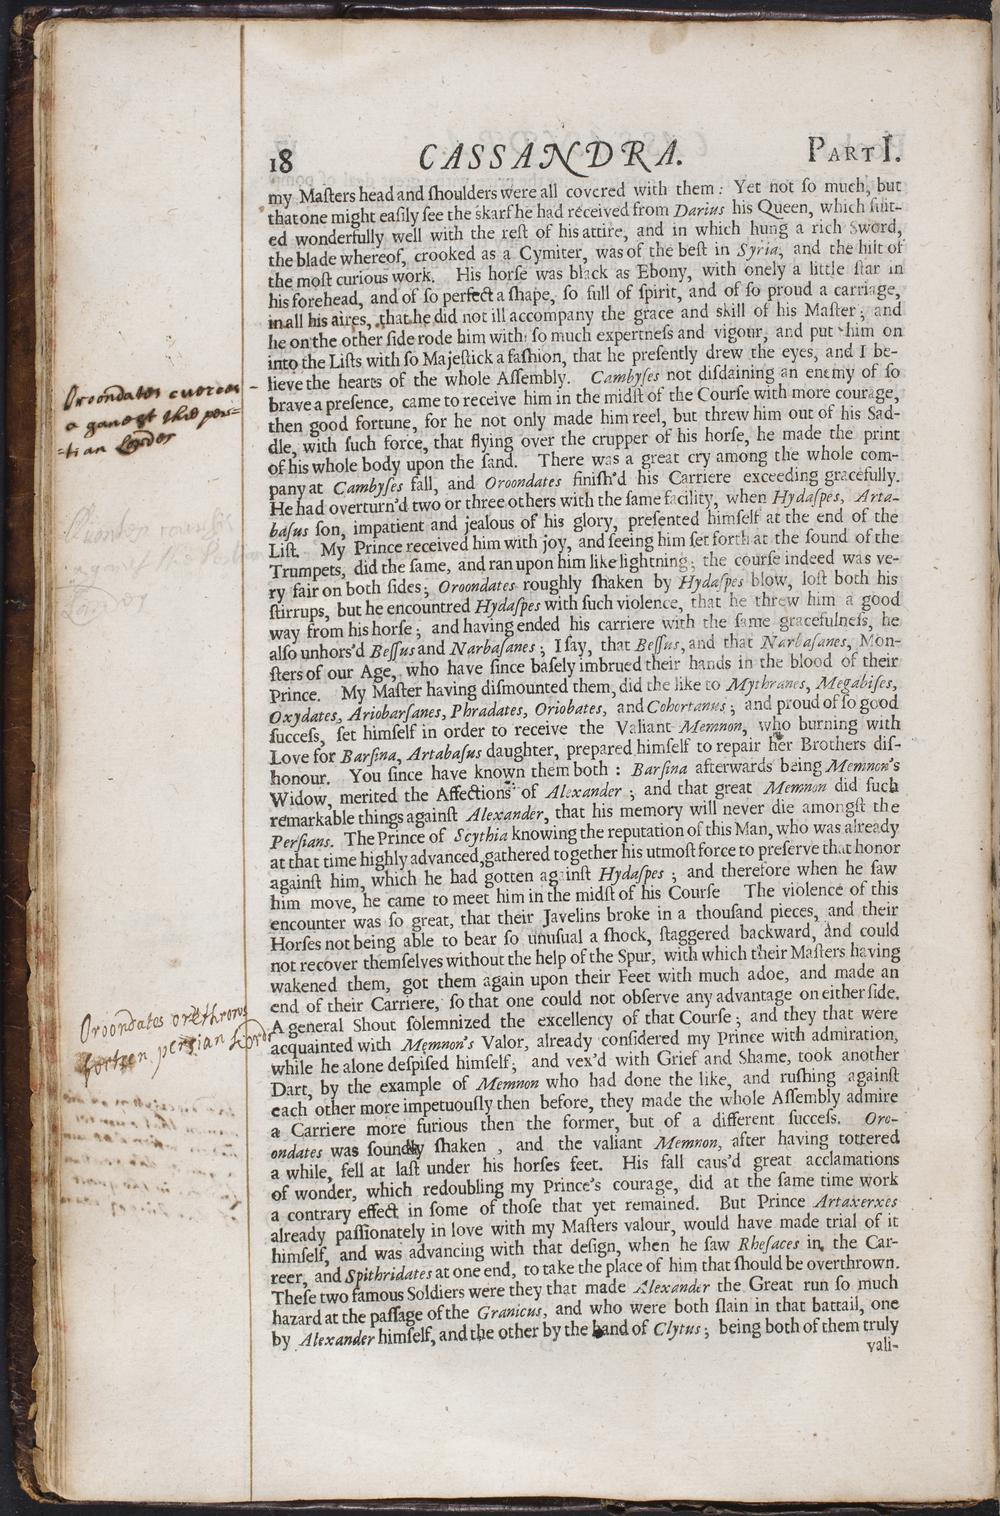 18 CASSANDRA. PART I.
my Maſters head and ſhoulders were all covered with them: Yet not ſo much, but
that one might eaſily ſee the skarf he had received from Darius his Queen, which ſuit-
ed wonderfully well with the reſt of his attire, and in which hung a rich Sword,
the blade whereof, crooked as a Cymiter, was of the beſt in Syria, and the hilt of
the moſt curious work. His horſe was black as Ebony, with onely a little ſtar in
his forehead, and of ſo perfect a ſhape, ſo full of ſpirit, and of ſo proud a carriage,
in all his aires, that he did not ill accompany the grace and skill of his Maſter; and
he on the other ſide rode him with ſo much expertneſs and vigour, and put him on
into the Liſts with ſo Majeſtick a faſhion, that he preſently drew the eyes, and I be-
lieve the hearts of the whole Aſſembly. Cambyſes not diſdaining an enemy of ſo
brave a preſence, came to receive him in the midſt of the Courſe with more courage,
then good fortune, for he not only made him reel, but threw him out of his Sad-
dle, with ſuch force, that flying over the crupper of his horſe, he made the print
of his whole body upon the ſand. There was a great cry among the whole com-
pany at Cambyſes fall, and Oroondates finiſh'd his Carriere exceeding gracefully.
He had overturn'd two or three others with the ſame facility, when Hydaſpes, Arta-
baſus ſon, impatient and jealous of his glory, preſented himſelf at the end of the
Liſt. My Prince received him with joy, and ſeeing him ſet forth at the ſound of the
Trumpets, did the ſame, and ran upon him like lightning; the courſe indeed was ve-
ry fair on both ſides; Oroondates roughly ſhaken by Hydaſpes blow, loſt both his
ſtirrups, but he encountred Hydaſpes with ſuch violence, that he threw him a good
way from his horſe; and having ended his carriere with the ſame gracefulneſs, he
alſo unhors'd Beſſus and Narbaſanes; I ſay, that Beſſus, and that Narbaſanes, Mon-
ſters of our Age, who have ſince baſely imbrued their hands in the blood of their
Prince. My Maſter having diſmounted them, did the like to Mythranes, Megabiſes,
Oxydates, Ariobarſanes, Phradates, Oriobates, and Cohortanus; and proud of ſo good
ſucceſs, ſet himſelf in order to receive the Valiant Memnon, who burning with
Love for Barſina, Artabaſus daughter, prepared himſelf to repair her Brothers diſ-
honour. You ſince have known them both: Barſina afterwards being Memnon's
Widow, merited the Affections of Alexander; and that great Memnon did ſuch
remarkable things againſt Alexander, that his memory will never die amongſt the
Perſians. The Prince of Scythia knowing the reputation of this Man, who was already
at that time highly advanced, gathered together his utmoſt force to preſerve that honor
againſt him, which he had gotten againſt Hydaſpes; and therefore when he ſaw
him move, he came to meet him in the midſt of his Courſe The violence of this
encounter was ſo great, that their Javelins broke in a thouſand pieces, and their
Horſes not being able to bear ſo unuſual a ſhock, ſtaggered backward, and could
not recover themſelves without the help of the Spur, with which their Maſters having
wakened them, got them again upon their Feet with much adoe, and made an
end of their Carriere, ſo that one could not obſerve any advantage on either ſide.
A general Shout ſolemnized the excellency of that Courſe; and they that were
acquainted with Memnon's Valor, already conſidered my Prince with admiration,
while he alone deſpiſed himſelf; and vex'd with Grief and Shame, took another
Dart, by the example of Memnon who had done the like, and ruſhing againſt
each other more impetuouſly then before, they made the whole Aſſembly admire
a Carriere more furious then the former, but of a different ſucceſs. Oro-
ondates was ſoundly ſhaken, and the valiant Memnon, after having tottered
a while, fell at laſt under his horſes feet. His fall caus'd great acclamations
of wonder, which redoubling my Prince's courage, did at the ſame time work
a contrary effect in ſome of thoſe that yet remained. But Prince Artaxerxes
already paſſionately in love with my Maſters valour, would have made trial of it
himſelf, and was advancing with that deſign, when he ſaw Rheſaces in the Car-
reer, and Spithridates at one end, to take the place of him that ſhould be overthrown.
Theſe two famous Soldiers were they that made Alexander the Great run ſo much
hazard at the paſſage of the Granicus, and who were both ſlain in that battail, one
by Alexander himſelf, and the other by the hand of Clytus; being both of them truly
vali-
Oroondates
a ganest the per=
=tian Lordes
Oroondates
persian Lords